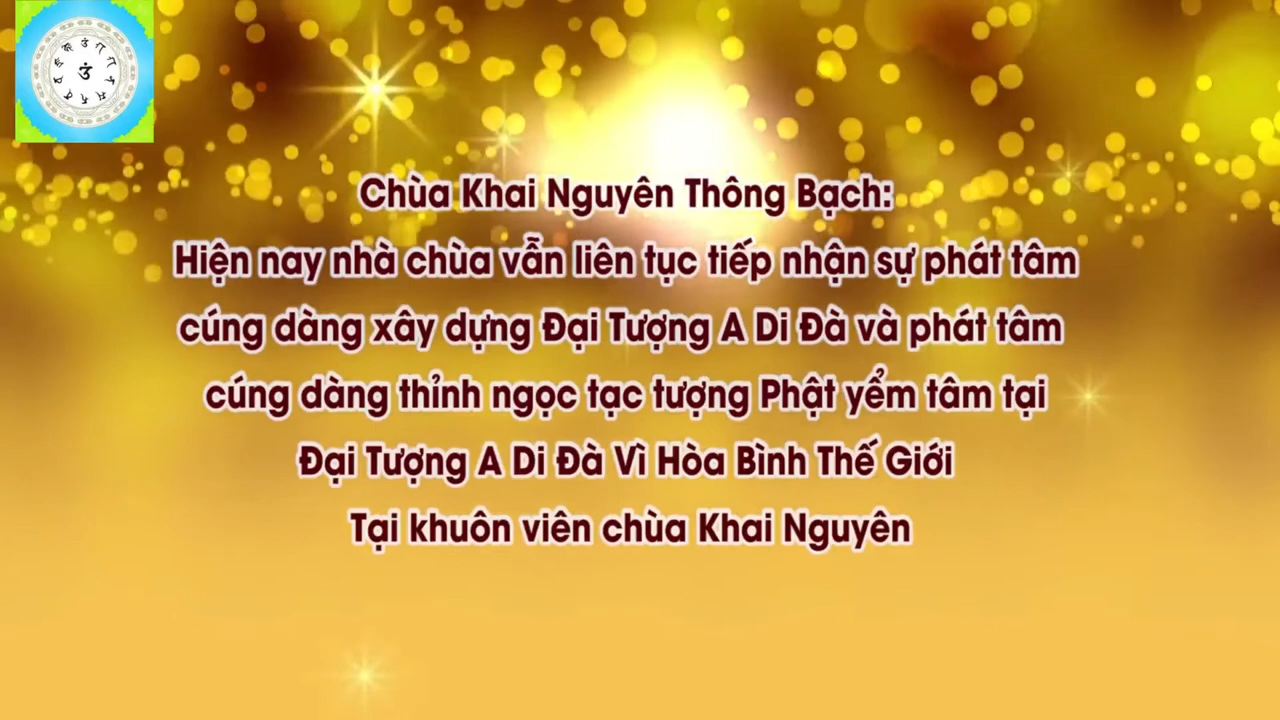 Chùa Khai Nguyên Thông Bạch:
Hiện nay nhà chùa vẫn liên tục tiếp nhận sự phát tâm
cúng dàng xây dựng Đại Tượng A Di Đà và phát tâm
cúng dàng thỉnh ngọc tạc tượng Phật yểm tâm tại
Đại Tượng A Di Đà Vì Hòa Bình Thế Giới
Tại khuôn viên chùa Khai Nguyên